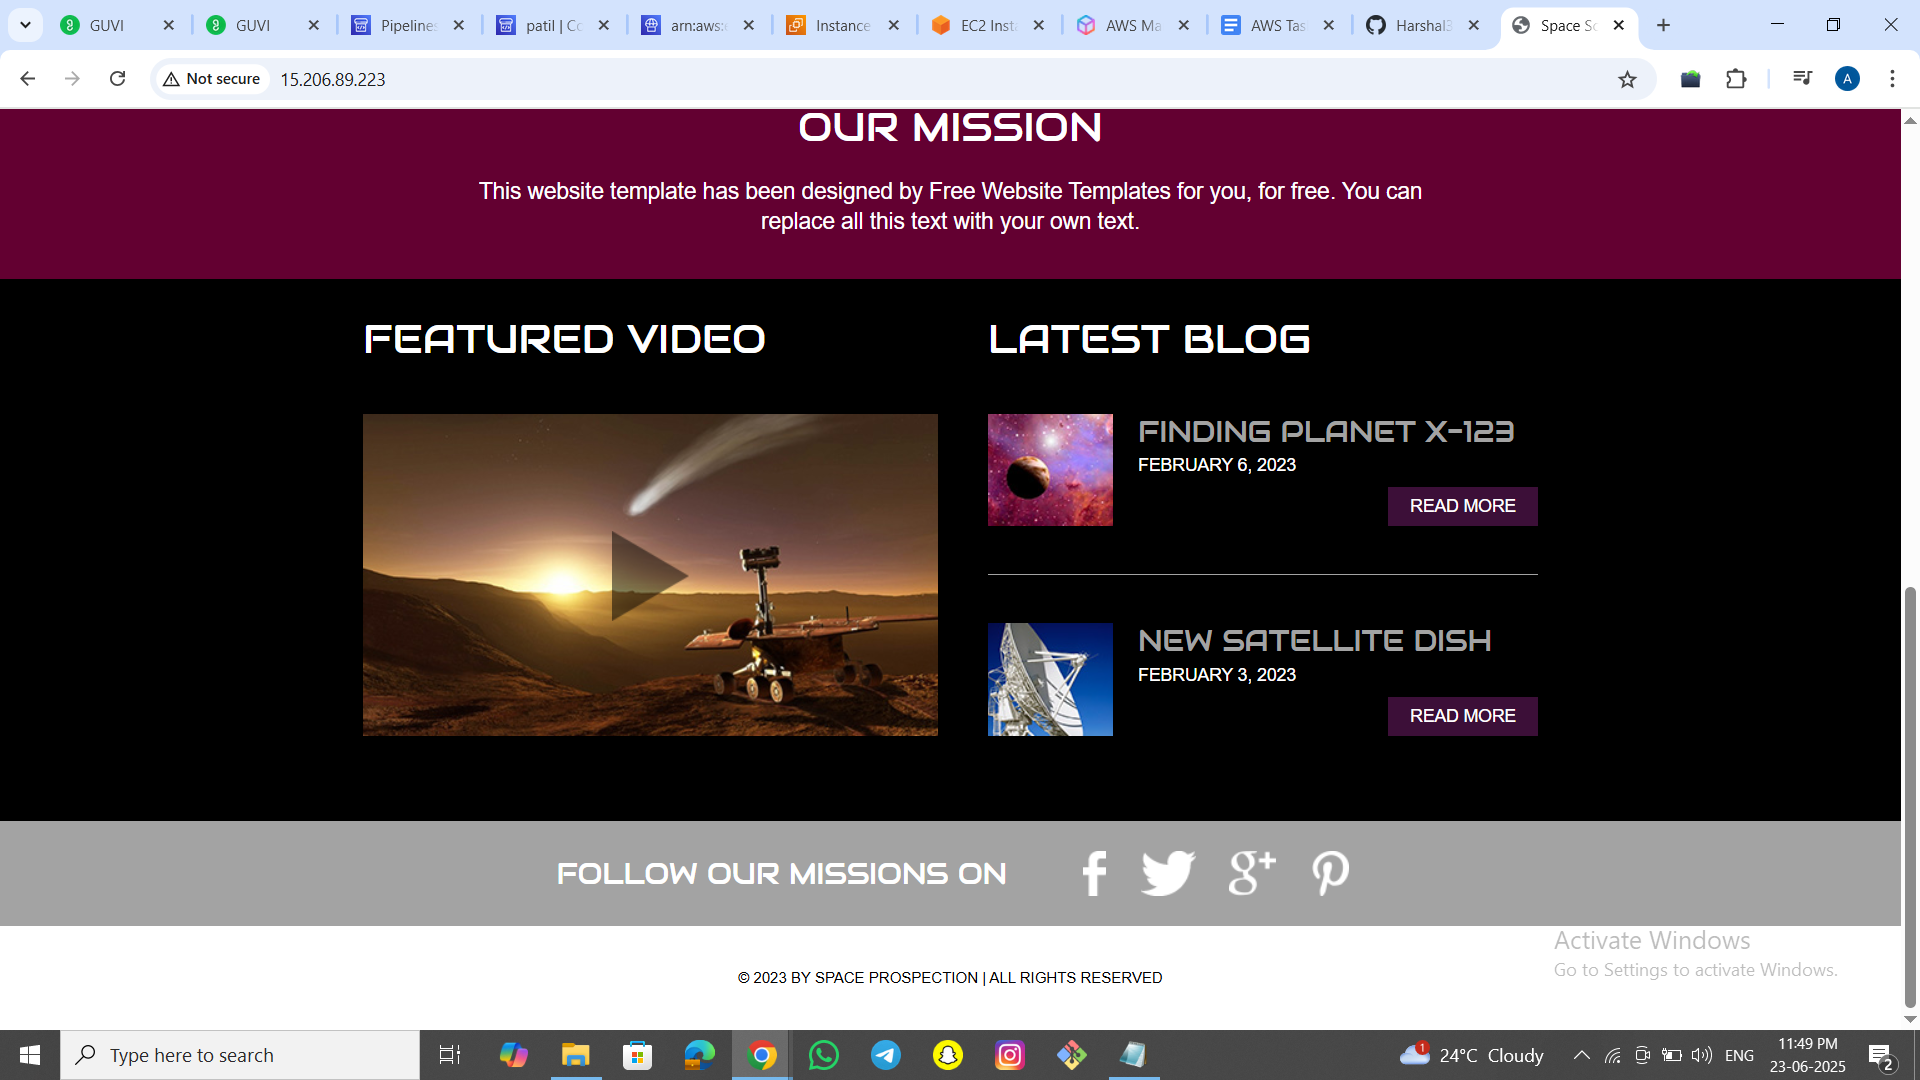 GUVI
GUVI
Pipelines
patil | Co
arn:aws:
Instance
EC2 Inst
AWS Ma
AWS Tas
Harshal3
Space Sc
Not secure
15.206.89.223
A
OUR MISSION
This website template has been designed by Free Website Templates for you, for free. You can
replace all this text with your own text.
FEATURED VIDEO
LATEST BLOG
FINDING PLANET X-123
FEBRUARY 6, 2023
READ MORE
NEW SATELLITE DISH
FEBRUARY 3, 2023
READ MORE
FOLLOW OUR MISSIONS ON
© 2023 BY SPACE PROSPECTION | ALL RIGHTS RESERVED
Activate Windows
Go to Settings to activate Windows.
Type here to search
1
24°C Cloudy
ENG
11:49 PM
23-06-2025
2